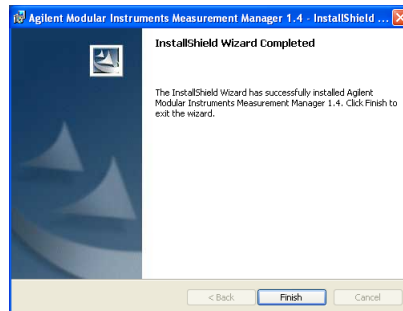 Agilent Modular Instruments Measurement Manager 1.4 - InstallShield ...
InstallShield Wizard Completed
The InstallShield Wizard has successfully installed Agilent
Modular Instruments Measurement Manager 1.4. Click Finish to
exit the wizard.
< Back
Finish
Cancel